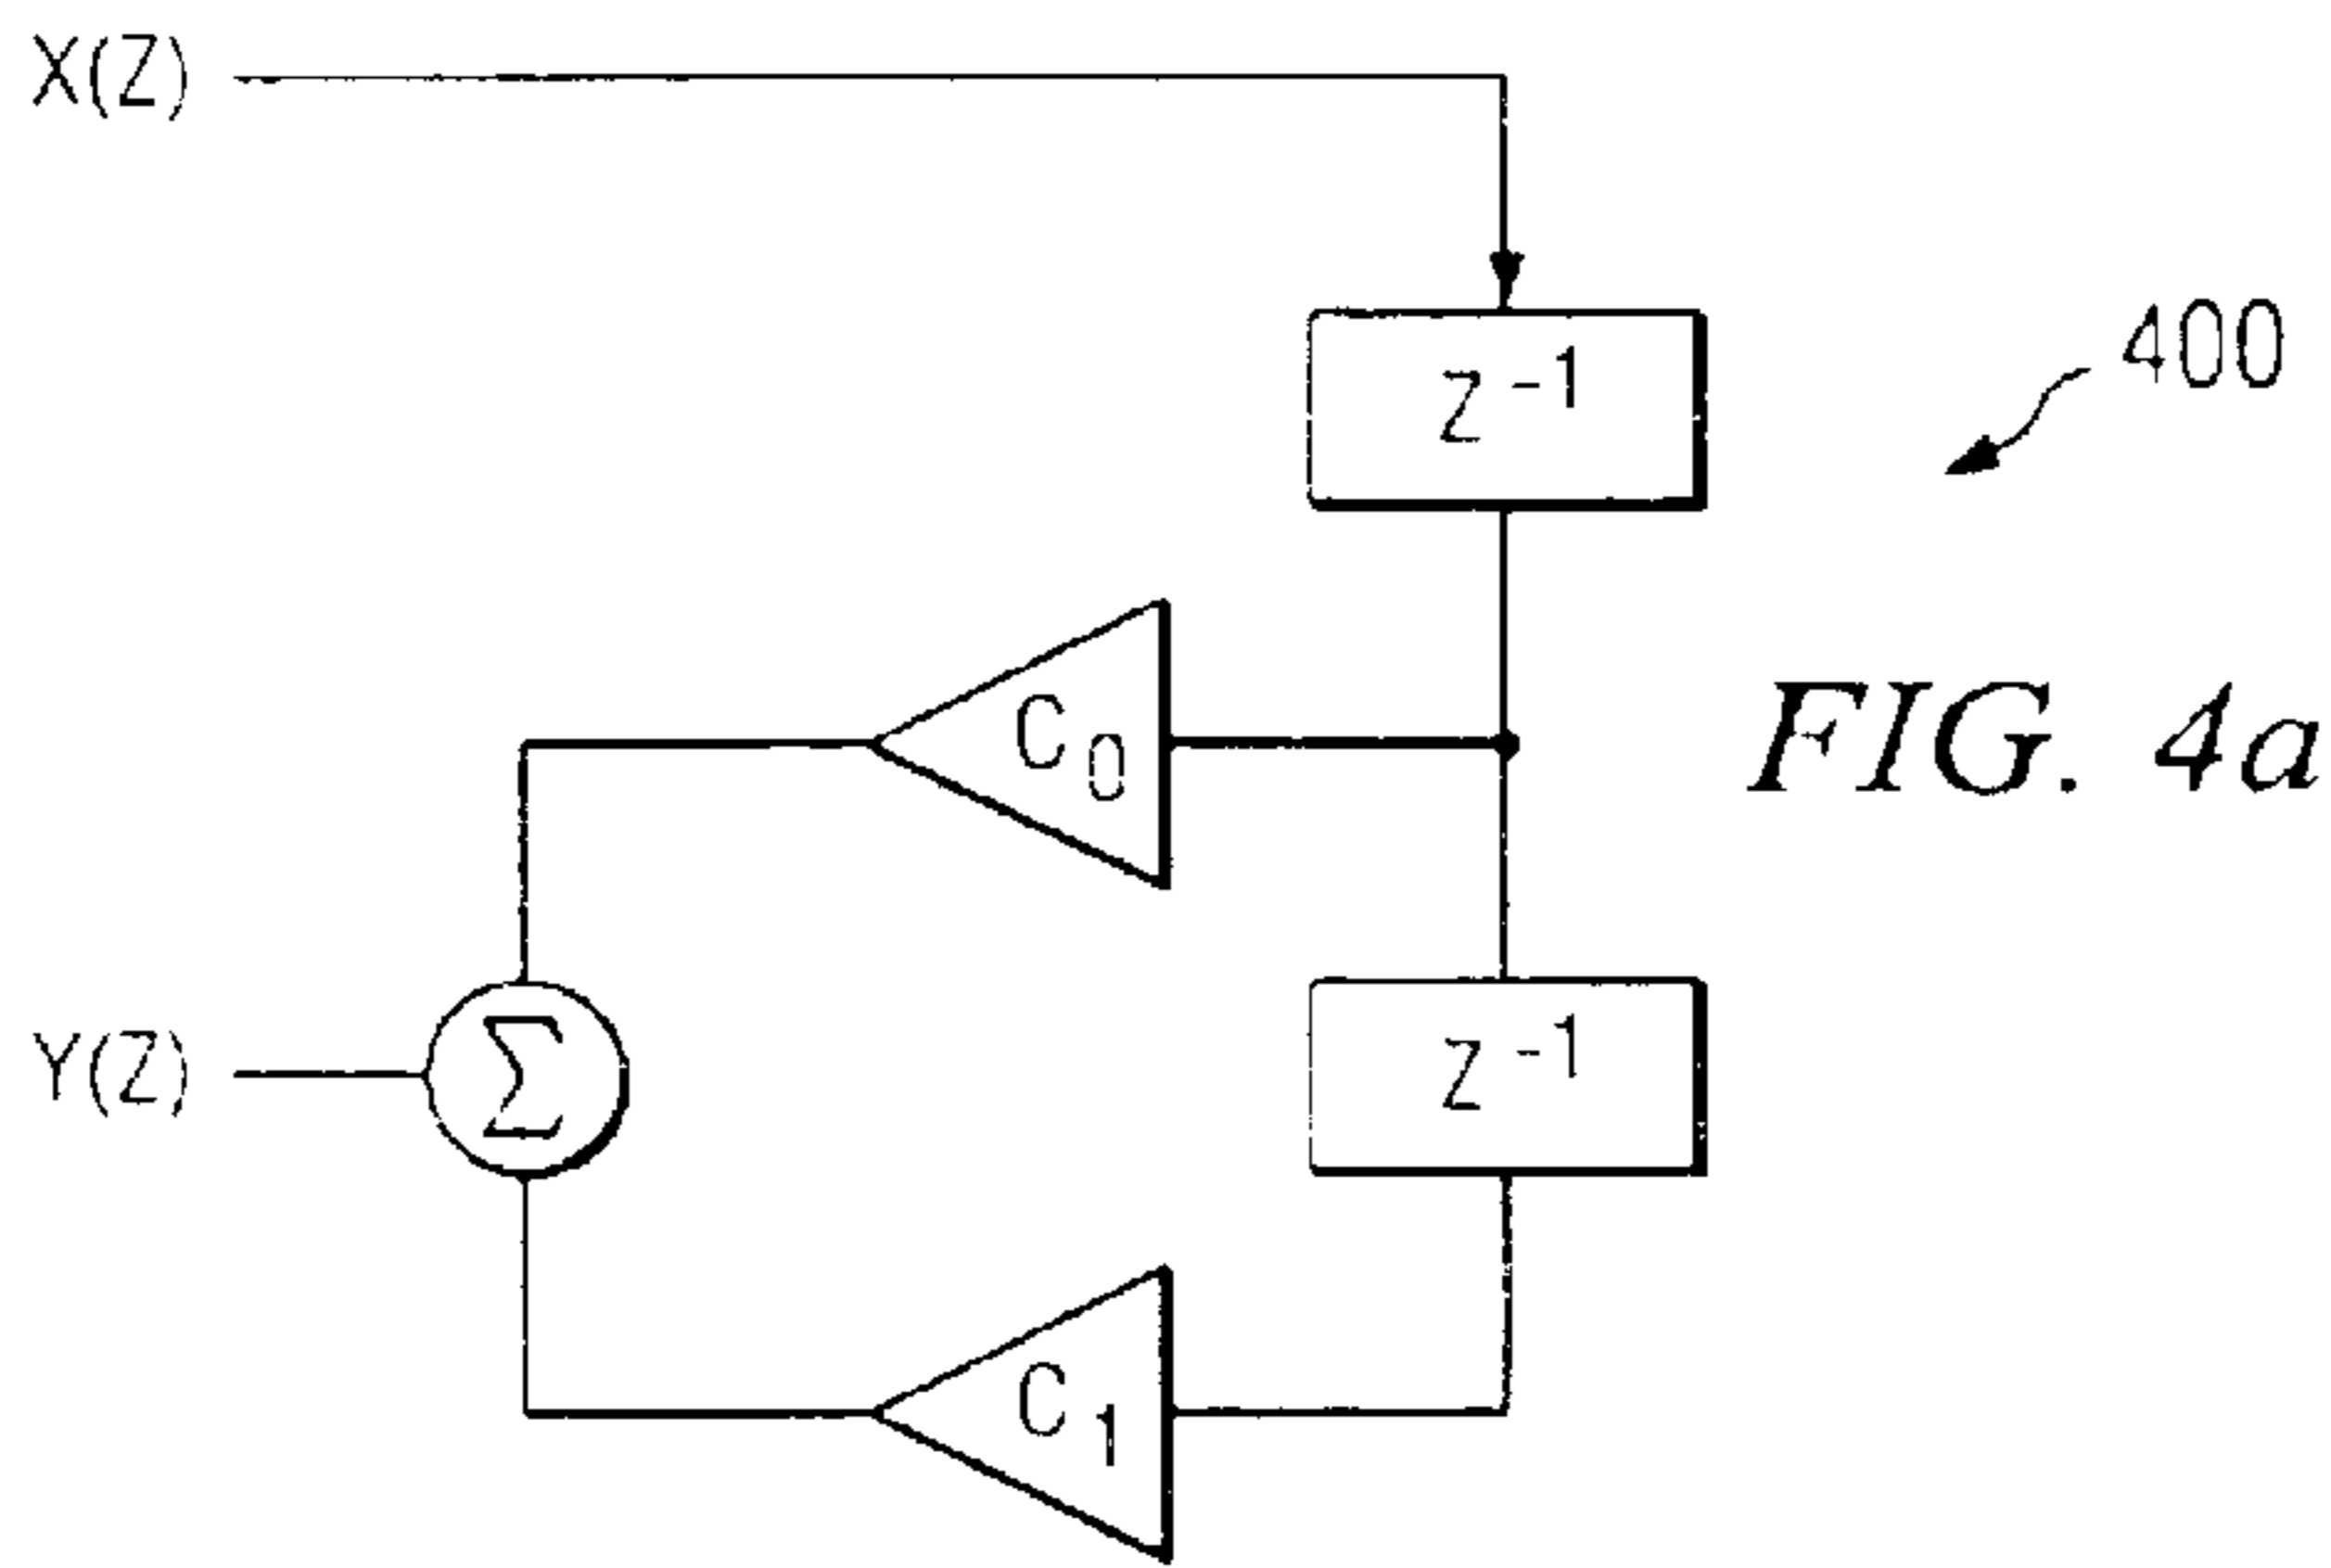 X(Z)
z⁻¹
400
C₀
FIG. 4a
Y(Z)
Σ
z⁻¹
C₁